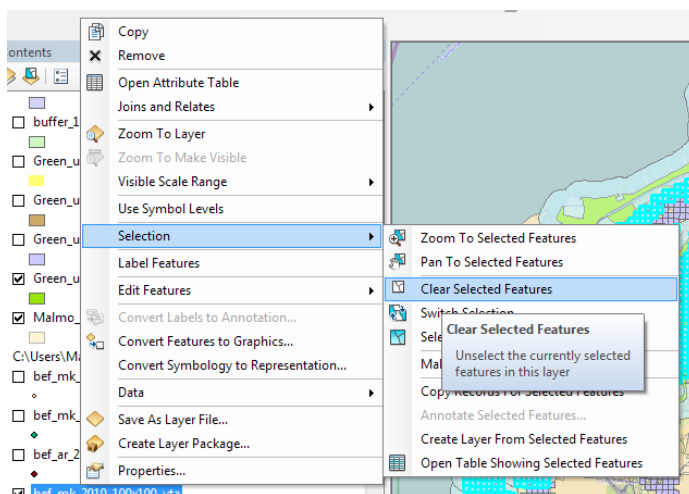 ontents
buffer_1
Green_u
Green_u
Green_u
Green_u
Malmo_
C:\Users\Ma
bef_mk_
bef_mk_
bef_ar_2
bef_mk_2010_100x100_yta
Copy
Remove
Open Attribute Table
Joins and Relates
Zoom To Layer
Zoom To Make Visible
Visible Scale Range
Use Symbol Levels
Selection
Label Features
Edit Features
Convert Labels to Annotation...
Convert Features to Graphics...
Convert Symbology to Representation...
Data
Save As Layer File...
Create Layer Package...
Properties...
Zoom To Selected Features
Pan To Selected Features
Clear Selected Features
Switch Selection
Sele
Mal
Copy Records For Selected Features
Annotate Selected Features...
Create Layer From Selected Features
Open Table Showing Selected Features
Clear Selected Features
Unselect the currently selected
features in this layer